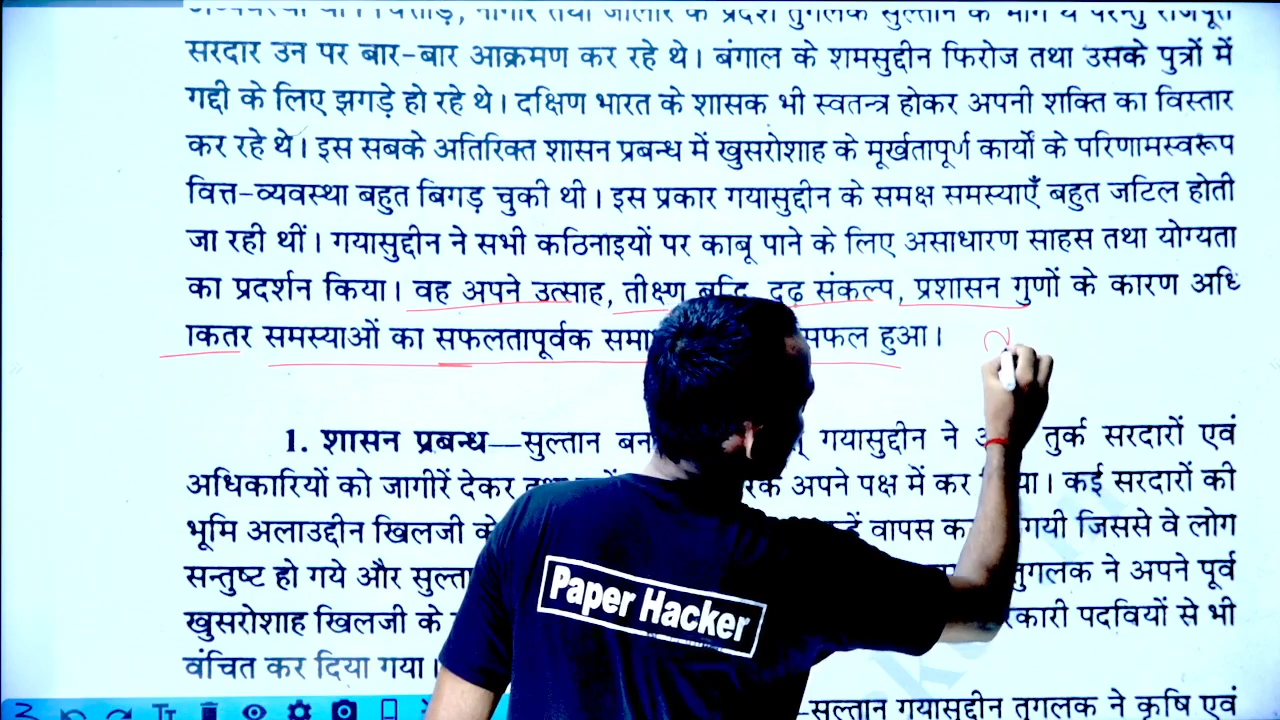 प्रदेश तुगलक सुल्तान के
सरदार उन पर बार-बार आक्रमण कर रहे थे। बंगाल के शमसुद्दीन फिरोज तथा उसके पुत्रों में
गद्दी के लिए झगड़े हो रहे थे। दक्षिण भारत के शासक भी स्वतन्त्र होकर अपनी शक्ति का विस्तार
कर रहे थे। इस सबके अतिरिक्त शासन प्रबन्ध में खुसरोशाह के मूर्खतापूर्ण कार्यों के परिणामस्वरूप
वित्त-व्यवस्था बहुत बिगड़ चुकी थी। इस प्रकार गयासुद्दीन के समक्ष समस्याएँ बहुत जटिल होती
जा रही थीं। गयासुद्दीन ने सभी कठिनाइयों पर काबू पाने के लिए असाधारण साहस तथा योग्यता
का प्रदर्शन किया। वह अपने उत्साह, तीक्ष्ण बुद्धि, दृढ़ संकल्प, प्रशासन गुणों के कारण अधि
ाकतर समस्याओं का सफलतापूर्वक हुआ।
1. शासन प्रबन्ध—सुल्तान गयासुद्दीन ने तुर्क सरदारों एवं
अधिकारियों को जागीरें देकर अपने पक्ष में कर कई सरदारों की
भूमि अलाउद्दीन खिलजी वापस गयी जिससे वे लोग
सन्तुष्ट हो गये और तुगलक ने अपने पूर्व
खुसरोशाह खिलजी के पदवियों से भी
वंचित कर दिया गया।
Paper Hacker
—सुल्तान गयासुद्दीन तुगलक ने कृषि एवं